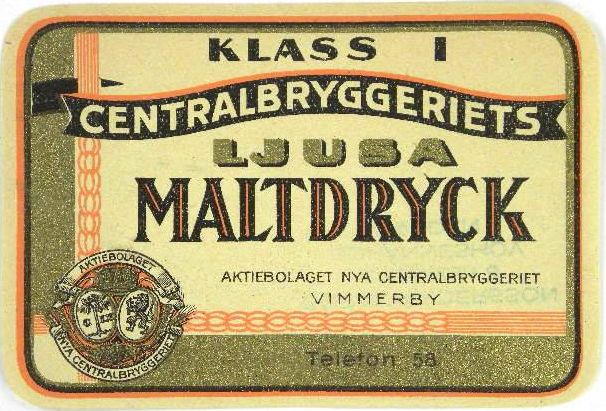 KLASS I
CENTRALBRYGGERIETS
LJUSA
MALTDRYCK
AKTIEBOLAGET NYA CENTRALBRYGGERIET
VIMMERBY
AKTIEBOLAGET
NYA CENTRALBRYGGERIET
Telefon 58